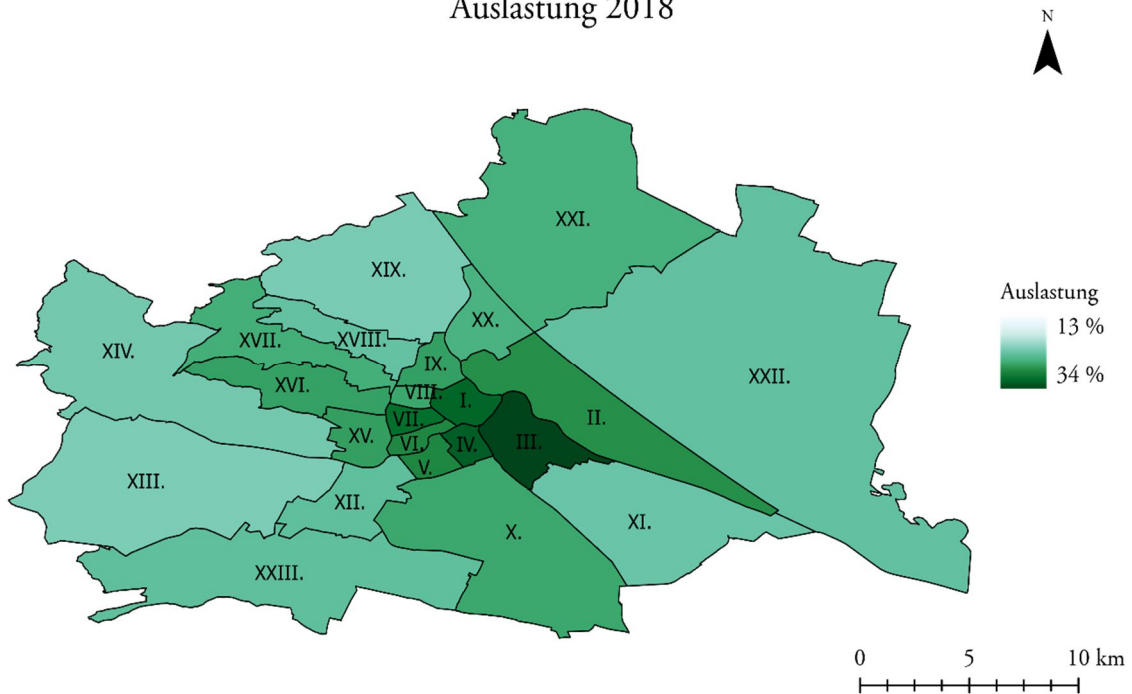 Auslastung 2018
N
XXI.
XIX.
XX.
XVII.
XVIII.
XIV.
IX.
XXII.
XVI.
VIII.
I.
VII.
II.
XV.
VI.
IV.
III.
V.
XIII.
XII.
XI.
X.
XXIII.
Auslastung
13 %
34 %
0 5 10 km